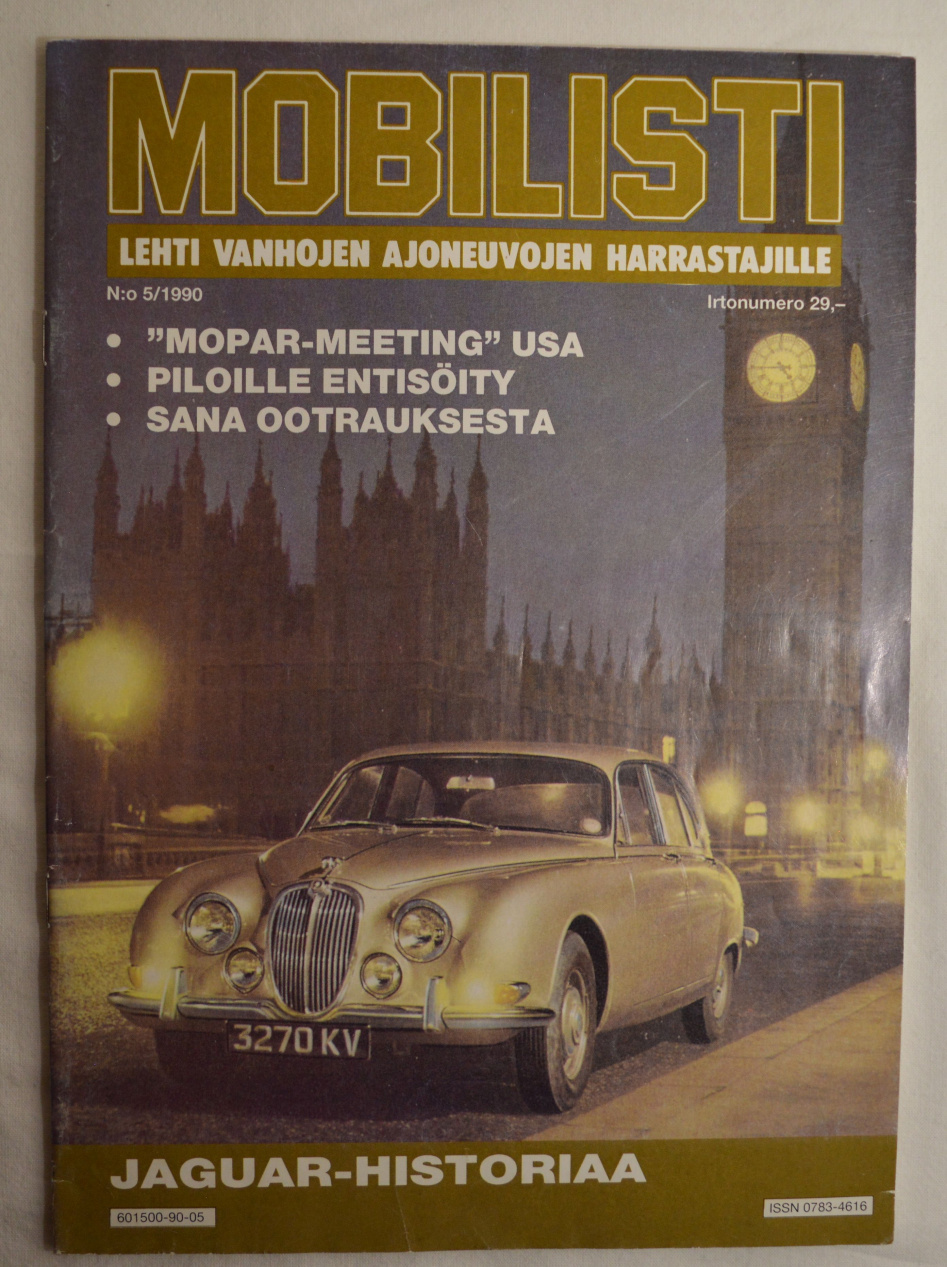 MOBILISTI
LEHTI VANHOJEN AJONEUVOJEN HARRASTAJILLE
N:o 5/1990
Irtonumero 29,–
• ”MOPAR-MEETING” USA
• PILOILLE ENTISÖITY
• SANA OOTRAUKSESTA
3270 KV
JAGUAR-HISTORIAA
601500-90-05
ISSN 0783-4616